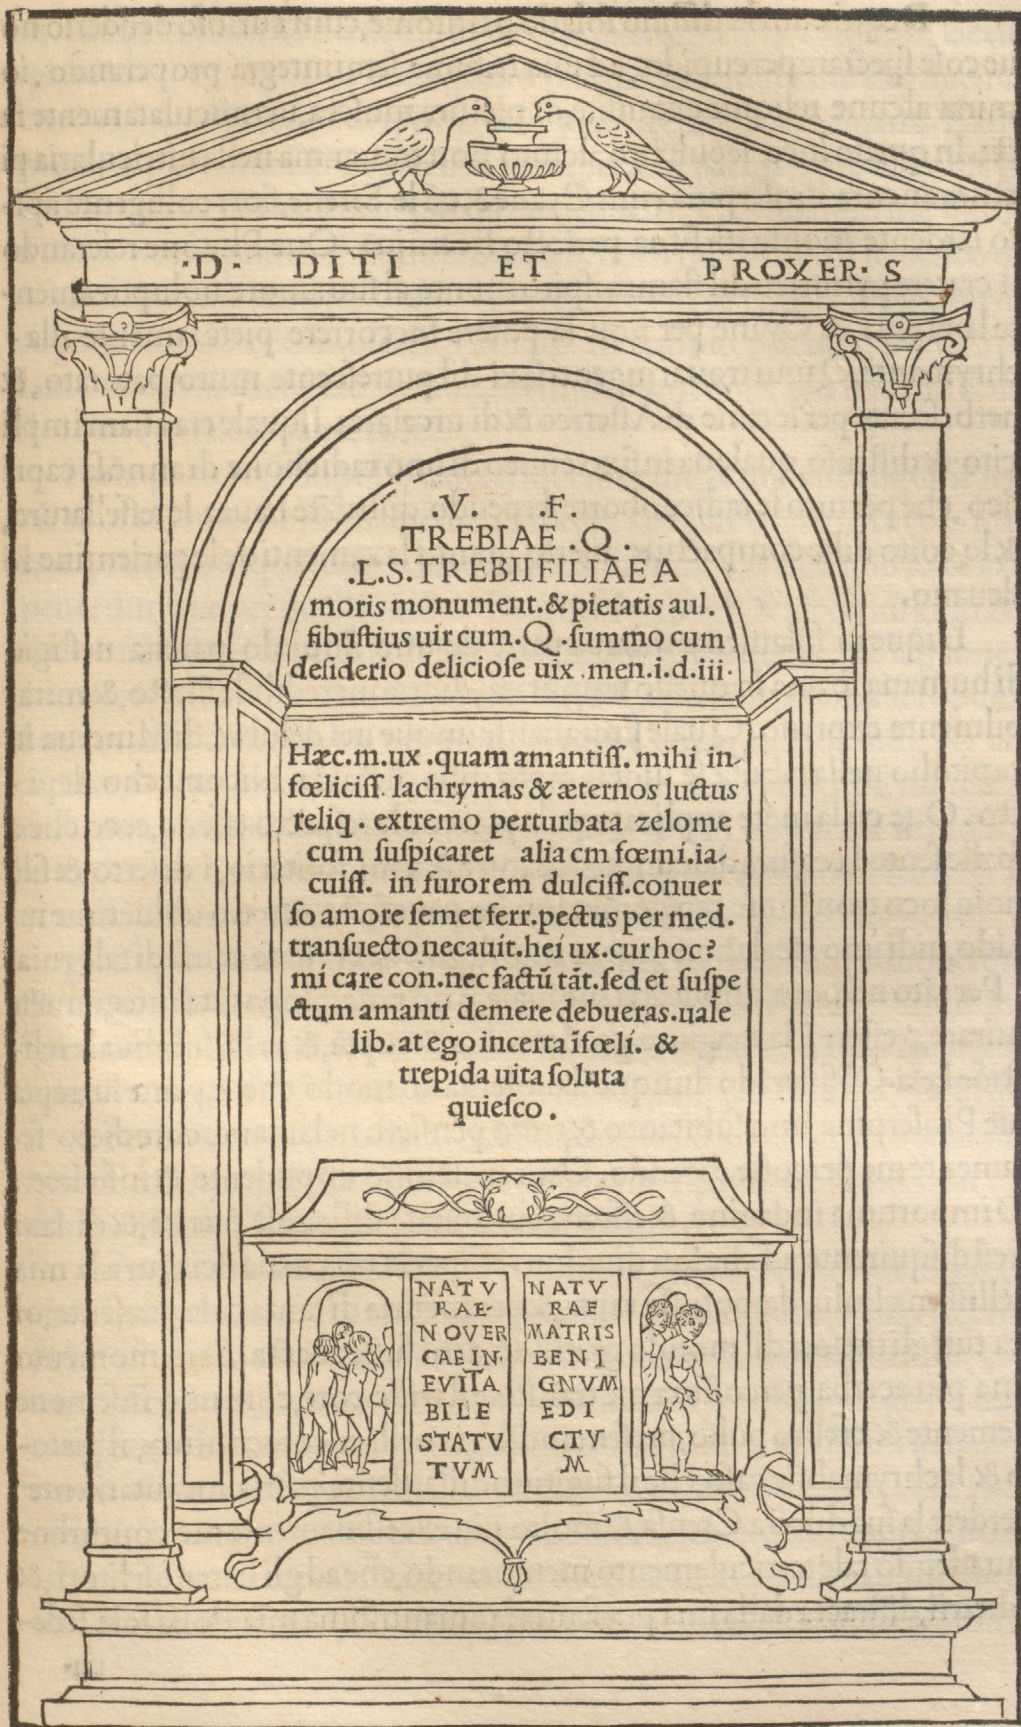 ·D· DITI ET PROXER· S
V. .F.
TREBIAE .Q.
.L.S.TREBII FILIAE A
moris monument.& pietatis aul.
fibuſtius uir cum.Q.ſummo cum
deſiderio delicioſe uix .men.i.d.iii·
Hæc.m.ux .quam amantiſſ. mihi in-
fœliciſſ. lachrymas & æternos luctus
reliq . extremo perturbata zelome
cum ſuſpicaret alia cm fœmi.ia-
cuiſſ. in furorem dulciſſ.conuer
ſo amore ſemet ferr.pectus per med.
tranſuecto necauit.hei ux.cur hoc?
mi care con.nec factū tāt.ſed et ſuſpe
ctum amanti demere debueras.uale
lib. at ego incerta īfœli. &
trepida uita ſoluta
quieſco .
NATV
RAE·
NOVER
CAE IN·
EVITA
BILE
STATV
TVM
NATV
RAE
MATRIS
BENI
GNVM
EDI
CTV
M